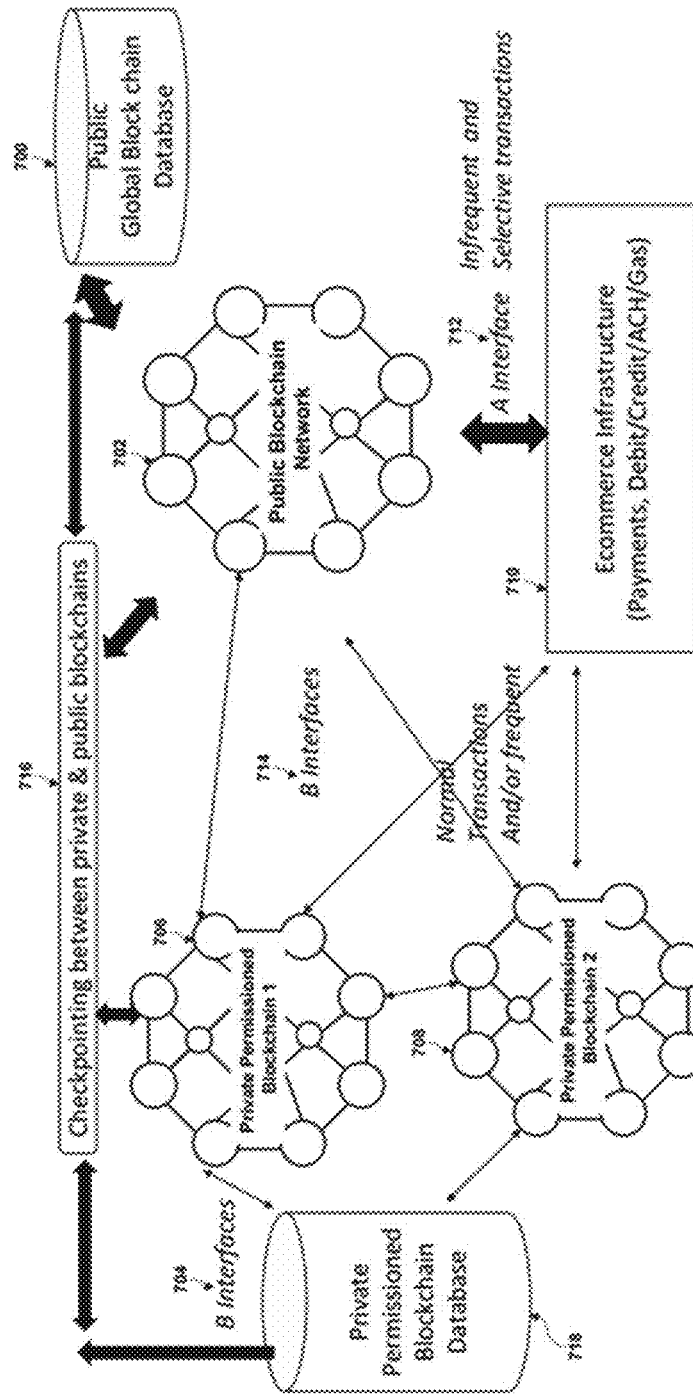 716
Checkpointing between private & public blockchains
700
Public
Global Block chain
Database
704
B Interfaces
706
Private Permissioned
Blockchain 1
714
B Interfaces
702
Public Blockchain
Network
712
A Interface
Infrequent and
Selective transactions
Private
Permissioned
Blockchain
Database
718
708
Private Permissioned
Blockchain 2
Normal
Transactions
And/or frequent
710
Ecommerce Infrastructure
(Payments, Debit/Credit/ACH/Gas)